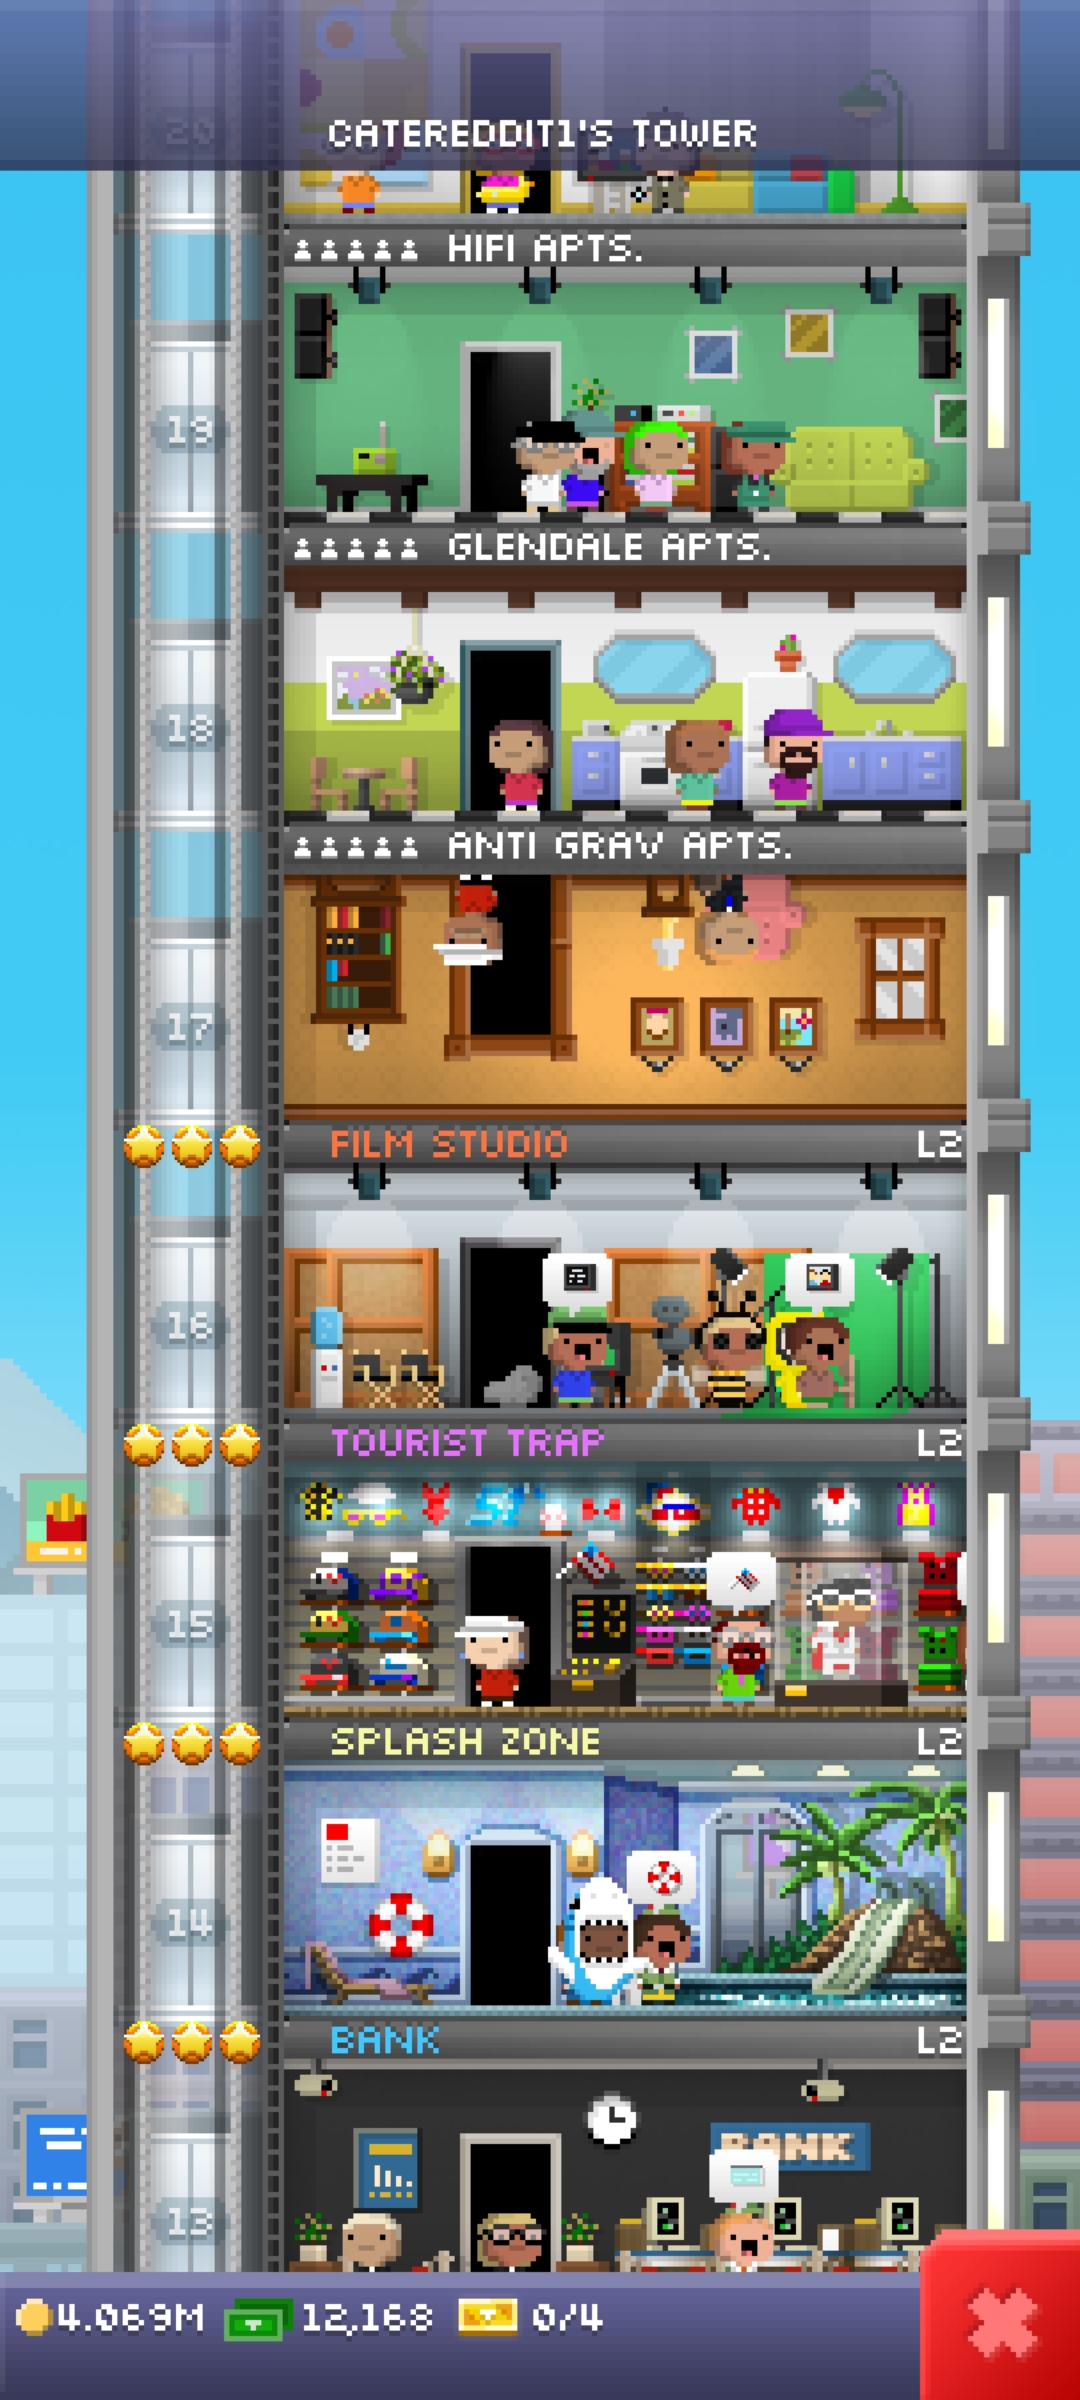 20
CATEREDDIT1'S TOWER
HIFI APTS.
19
GLENDALE APTS.
18
ANTI GRAV APTS.
17
FILM STUDIO L2
16
TOURIST TRAP L2
15
SPLASH ZONE L2
14
BANK L2
BANK
13
4.069M 12,168 0/4